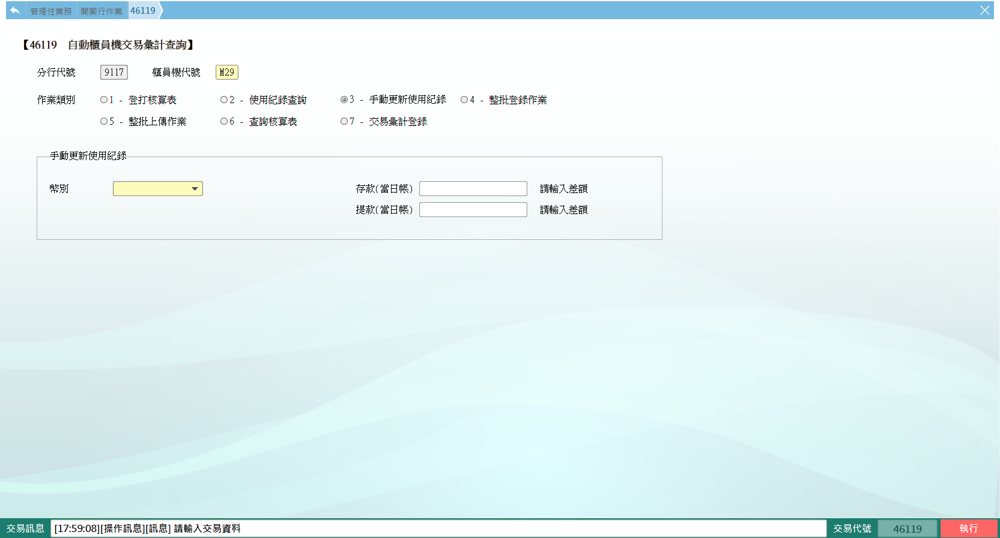 管理性業務 開關行作業 46119
【46119 自動櫃員機交易彙計查詢】
分行代號 9117 櫃員機代號 M29
作業類別 1 - 登打核算表 2 - 使用紀錄查詢 3 - 手動更新使用紀錄 4 - 整批登錄作業
5 - 整批上傳作業 6 - 查詢核算表 7 - 交易彙計登錄
手動更新使用紀錄
幣別 存款(當日帳) 請輸入差額
提款(當日帳) 請輸入差額
交易訊息 [17:59:08][操作訊息][訊息] 請輸入交易資料 交易代號 46119 執行